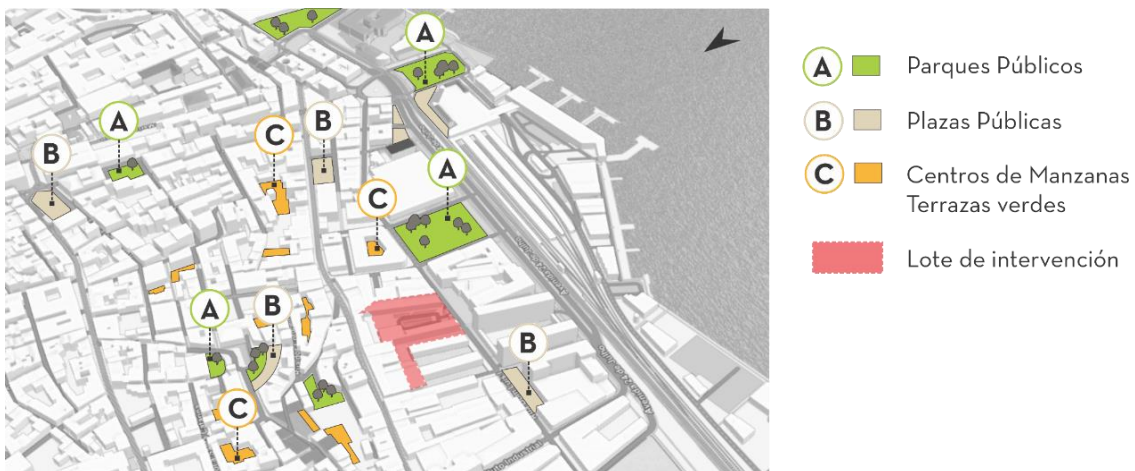 A
A
B
B
C
C
A
A
B
B
C
A
Parques Públicos
B
Plazas Públicas
C
Centros de Manzanas
Terrazas verdes
Lote de intervención